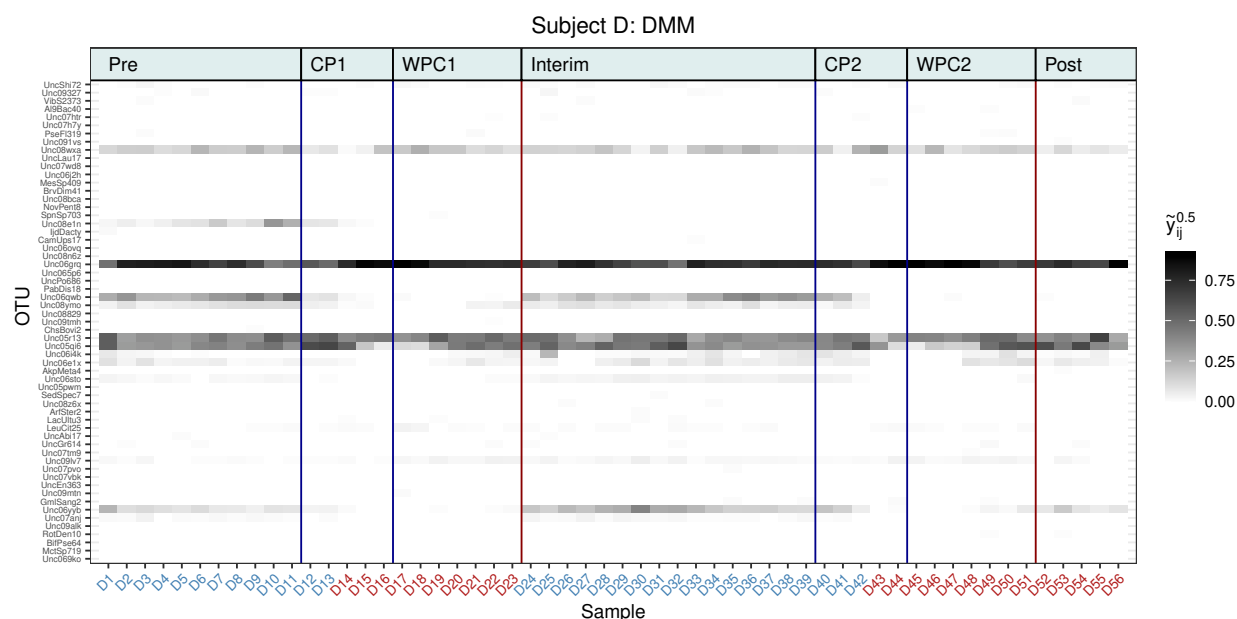 Subject D: DMM
Pre CP1 WPC1 Interim CP2 WPC2 Post
OTU
UncShi72
Unc09327
VibS2373
Al9Bac40
Unc07htr
Unc07h7y
PseFl319
Unc091vs
Unc08wxa
UncLau17
Unc07wd8
Unc06j2h
MesSp409
BrvDim41
Unc08bca
NovPent8
SpnSp703
Unc08e1n
IjdDacty
CamUps17
Unc06ovq
Unc08n6z
Unc06grq
Unc065p6
UncPo686
PabDis18
Unc06qwb
Unc08ymo
Unc08829
Unc09tmh
ChsBovi2
Unc05r13
Unc05qi6
Unc06i4k
Unc06e1x
AkpMeta4
Unc06sto
Unc05pwm
SedSpec7
Unc08z6x
ArfSter2
LacUltu3
LeuCit25
UncAbi17
UncGr614
Unc07tm9
Unc09lv7
Unc07pvo
Unc07vbk
UncEn363
Unc09mtn
GmlSang2
Unc06yyb
Unc07anj
Unc09alk
RotDen10
BifPse64
MctSp719
Unc069ko
D1 D2 D3 D4 D5 D6 D7 D8 D9 D10 D11 D12 D13 D14 D15 D16 D17 D18 D19 D20 D21 D22 D23 D24 D25 D26 D27 D28 D29 D30 D31 D32 D33 D34 D35 D36 D37 D38 D39 D40 D41 D42 D43 D44 D45 D46 D47 D48 D49 D50 D51 D52 D53 D54 D55 D56
Sample
ỹij^0.5
0.75
0.50
0.25
0.00